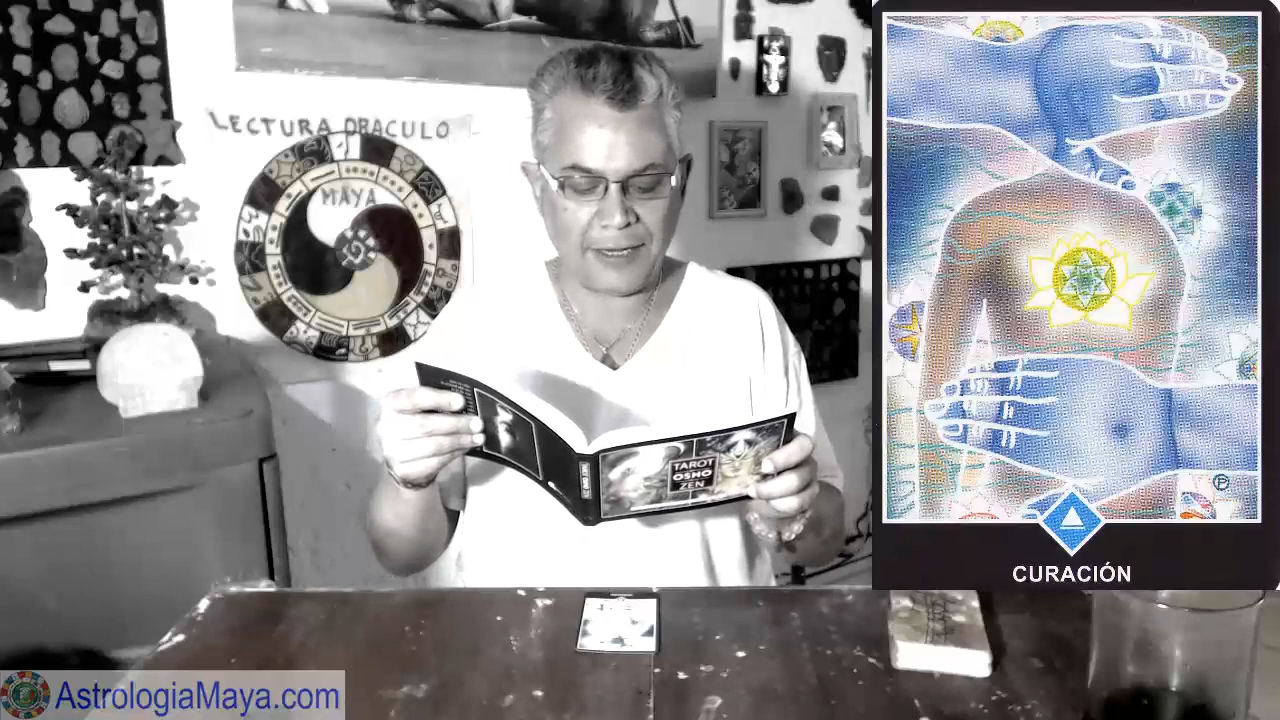 LECTURA ORACULO
MAYA
TAROT
OSHO
ZEN
CURACIÓN
AstrologiaMaya.com